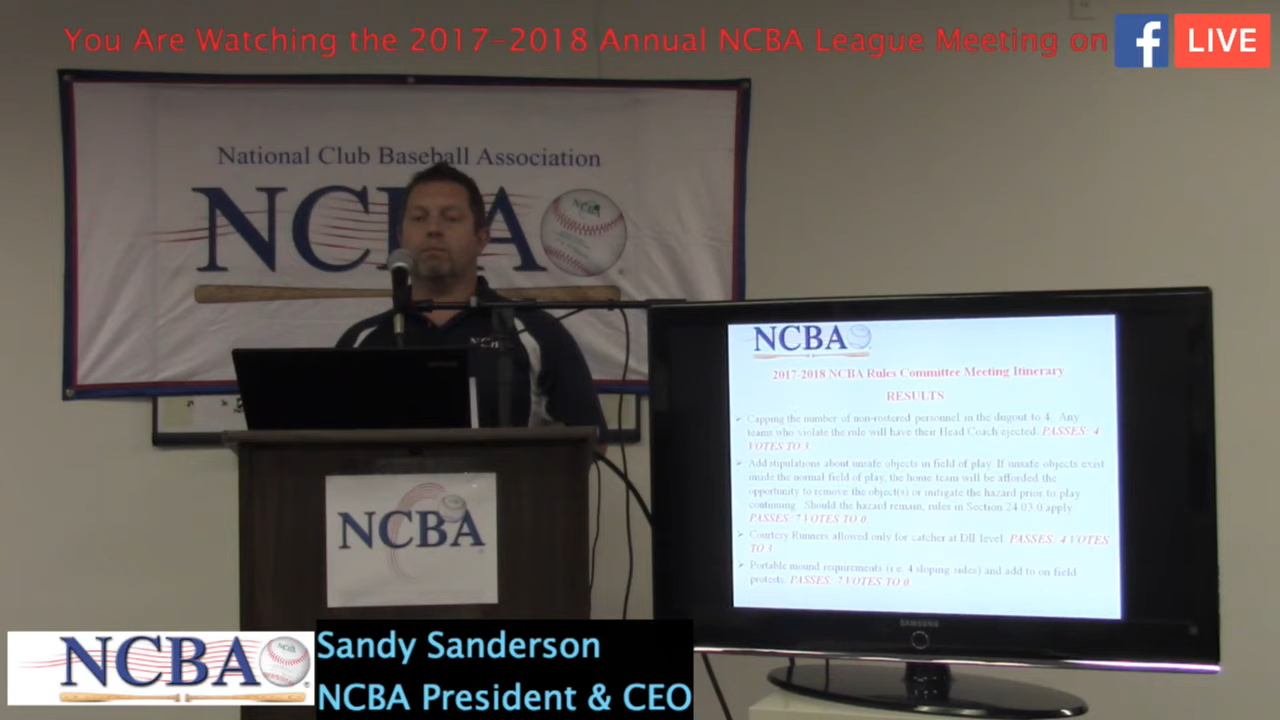 You Are Watching the 2017-2018 Annual NCBA League Meeting on f LIVE
National Club Baseball Association
NCBA
NCBA
NCBA
2017-2018 NCBA Rules Committee Meeting Itinerary
RESULTS
Capping the number of non-rostered personnel in the dugout to 4. Any
teams who violate the rule will have their Head Coach ejected. PASSES: 4
VOTES TO 3
Add stipulations about unsafe objects in field of play. If unsafe objects exist
inside the normal field of play, the home team will be afforded the
opportunity to remove the object(s) or mitigate the hazard prior to play
continuing. Should the hazard remain, rules in Section 24.03.0 apply.
PASSES: 7 VOTES TO 0
Courtesy Runners allowed only for catcher at DII level. PASSES: 4 VOTES
TO 3
Portable mound requirements (i.e. 4 sloping sides) and add to on field
protests. PASSES: 7 VOTES TO 0
SAMSUNG
NCBA
NCBA
Sandy Sanderson
NCBA President & CEO